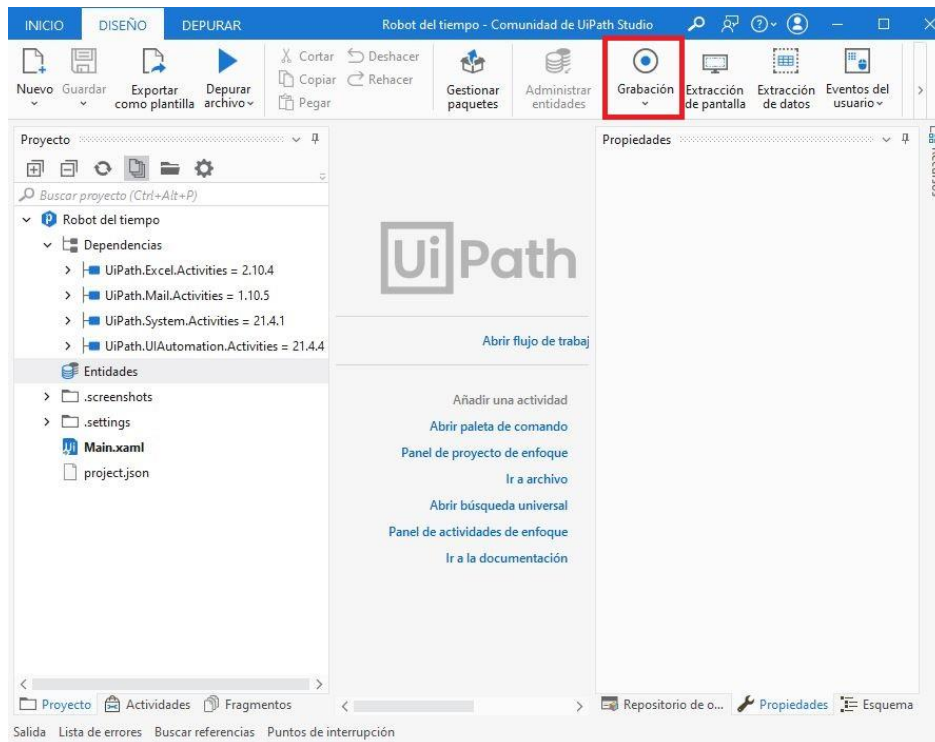 INICIO DISEÑO DEPURAR Robot del tiempo - Comunidad de UiPath Studio
Nuevo Guardar Exportar como plantilla Depurar archivo
Cortar
Copiar
Pegar
Deshacer
Rehacer
Gestionar paquetes
Administrar entidades
Grabación
Extracción de pantalla
Extracción de datos
Eventos del usuario
Proyecto
Buscar proyecto (Ctrl+Alt+P)
Robot del tiempo
Dependencias
UiPath.Excel.Activities = 2.10.4
UiPath.Mail.Activities = 1.10.5
UiPath.System.Activities = 21.4.1
UiPath.UIAutomation.Activities = 21.4.4
Entidades
.screenshots
.settings
Main.xaml
project.json
UiPath
Abrir flujo de trabaj
Añadir una actividad
Abrir paleta de comando
Panel de proyecto de enfoque
Ir a archivo
Abrir búsqueda universal
Panel de actividades de enfoque
Ir a la documentación
Propiedades
Proyecto Actividades Fragmentos
Repositorio de o... Propiedades Esquema
Salida Lista de errores Buscar referencias Puntos de interrupción